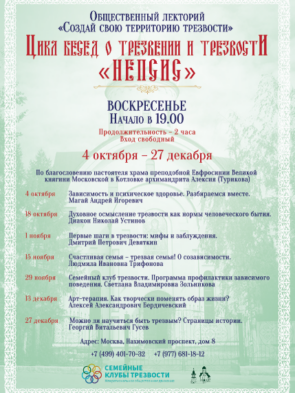 Общественный лекторий
«Создай свою территорию трезвости»
Цикл бесед о трезвении и трезвости
«НЕПСИС»
ВОСКРЕСЕНЬЕ
Начало в 19.00
Продолжительность – 2 часа
Вход свободный
4 октября – 27 декабря
По благословению настоятеля храма преподобной Евфросинии Великой
княгини Московской в Котловке архимандрита Алексия (Турикова)
4 октября Зависимость и психическое здоровье. Разбираемся вместе.
Магай Андрей Игоревич
18 октября Духовное осмысление трезвости как нормы человеческого бытия.
Диакон Николай Устинов
1 ноября Первые шаги в трезвости: мифы и заблуждения.
Дмитрий Петрович Девяткин
15 ноября Счастливая семья – трезвая семья! О созависимости.
Людмила Ивановна Трифонова
29 ноября Семейный клуб трезвости. Программа профилактики зависимого
поведения. Светлана Владимировна Зольникова
13 декабря Арт-терапия. Как творчески поменять образ жизни?
Алексей Александрович Бердичевский
27 декабря Можно ли научиться быть трезвым? Страницы истории.
Георгий Витальевич Гусев
Адрес: Москва, Нахимовский проспект, дом 8
+7 (499) 401-70-32 +7 (977) 681-18-12
СЕМЕЙНЫЕ
КЛУБЫ ТРЕЗВОСТИ